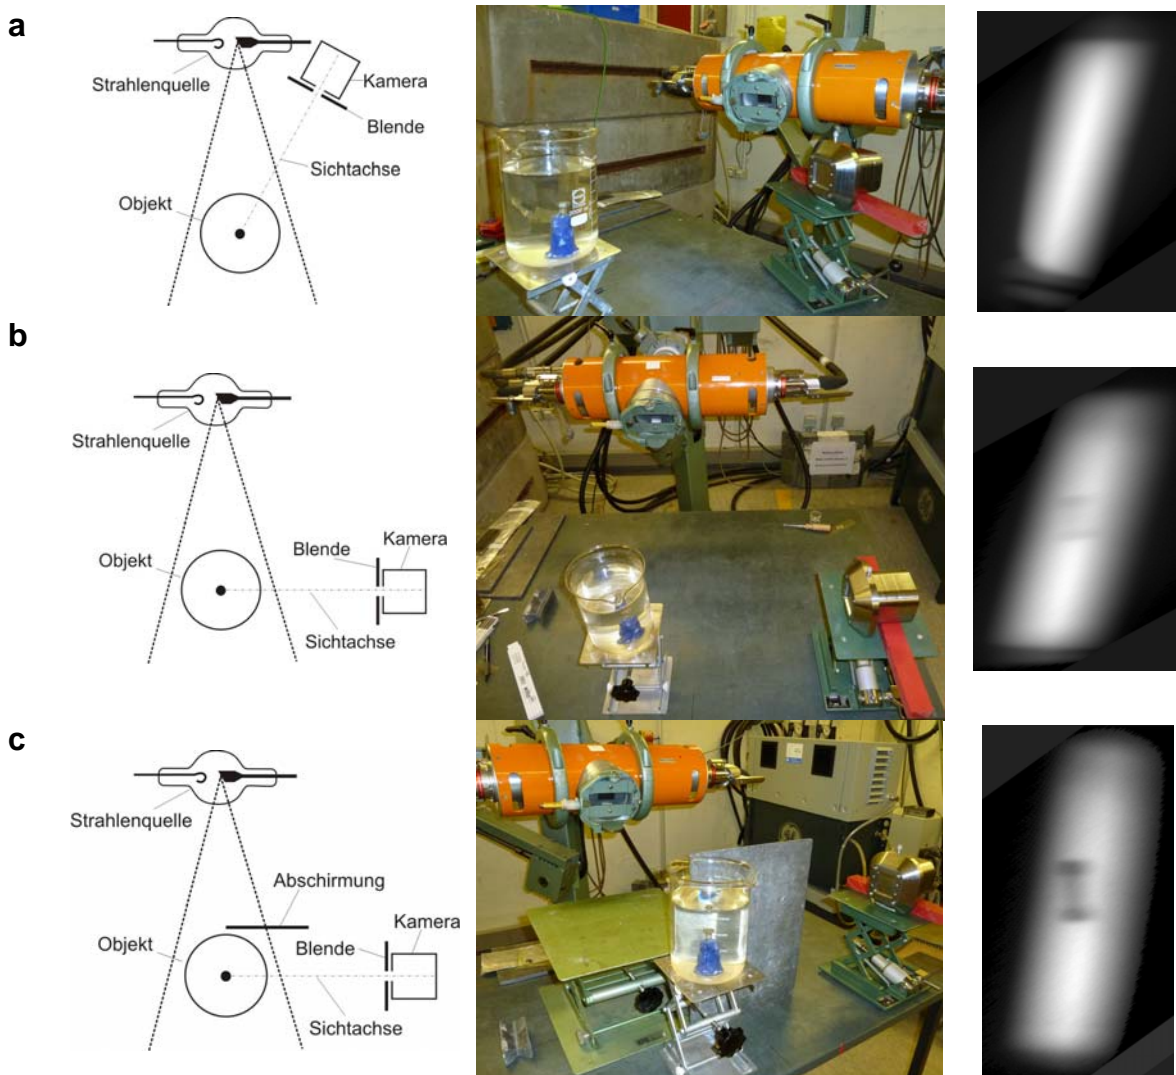 a
Strahlenquelle
Kamera
Blende
Sichtachse
Objekt
b
Strahlenquelle
Blende
Kamera
Objekt
Sichtachse
c
Strahlenquelle
Abschirmung
Kamera
Objekt
Blende
Sichtachse